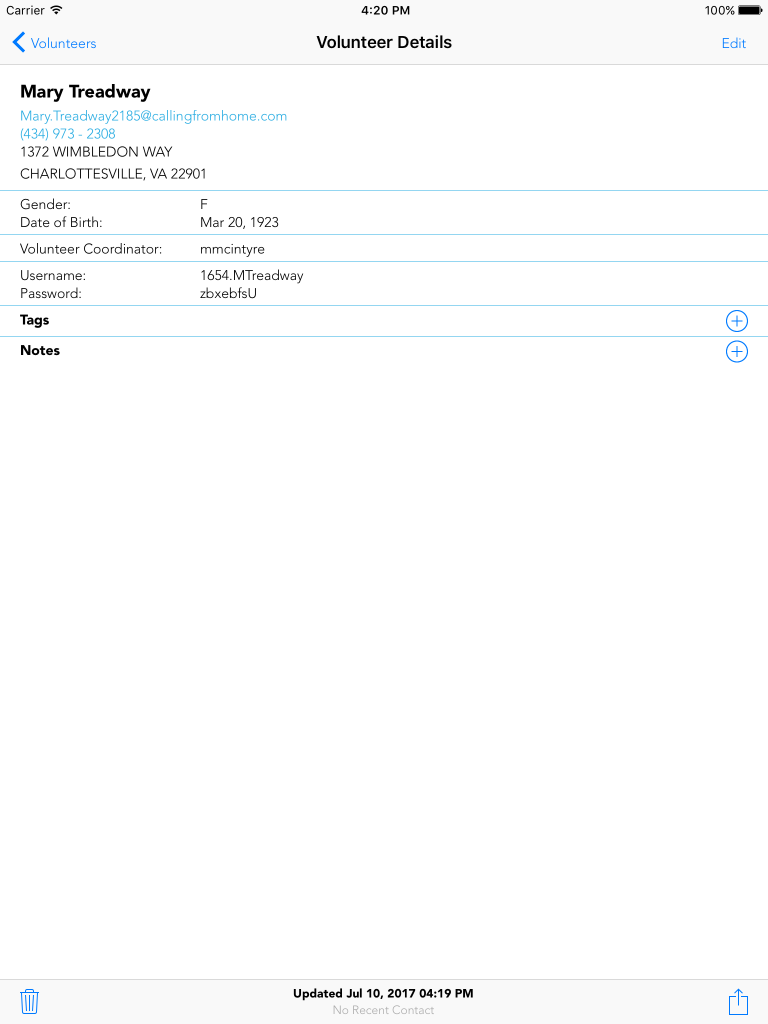 Carrier 4:20 PM 100%
Volunteers Volunteer Details Edit
Mary Treadway
Mary.Treadway2185@callingfromhome.com
(434) 973 - 2308
1372 WIMBLEDON WAY
CHARLOTTESVILLE, VA 22901
Gender: F
Date of Birth: Mar 20, 1923
Volunteer Coordinator: mmcintyre
Username: 1654.MTreadway
Password: zbxebfsU
Tags
Notes
Updated Jul 10, 2017 04:19 PM
No Recent Contact